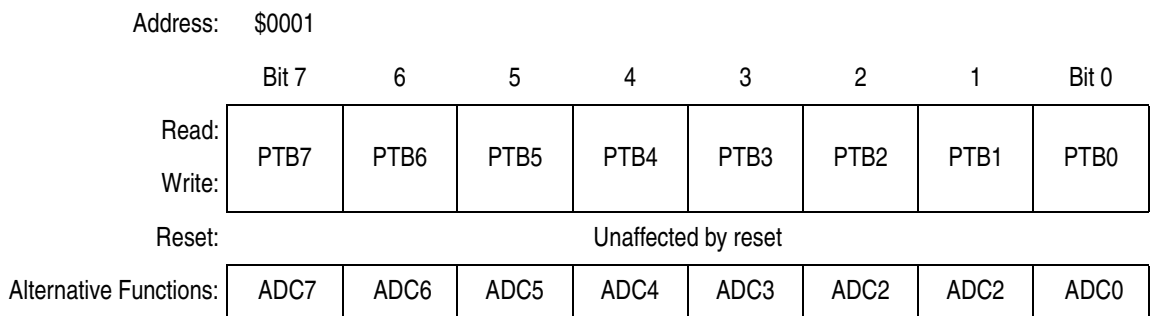 Address: $0001
Bit 7 6 5 4 3 2 1 Bit 0
Read:
PTB7 PTB6 PTB5 PTB4 PTB3 PTB2 PTB1 PTB0
Write:
Reset: Unaffected by reset
Alternative Functions: ADC7 ADC6 ADC5 ADC4 ADC3 ADC2 ADC2 ADC0